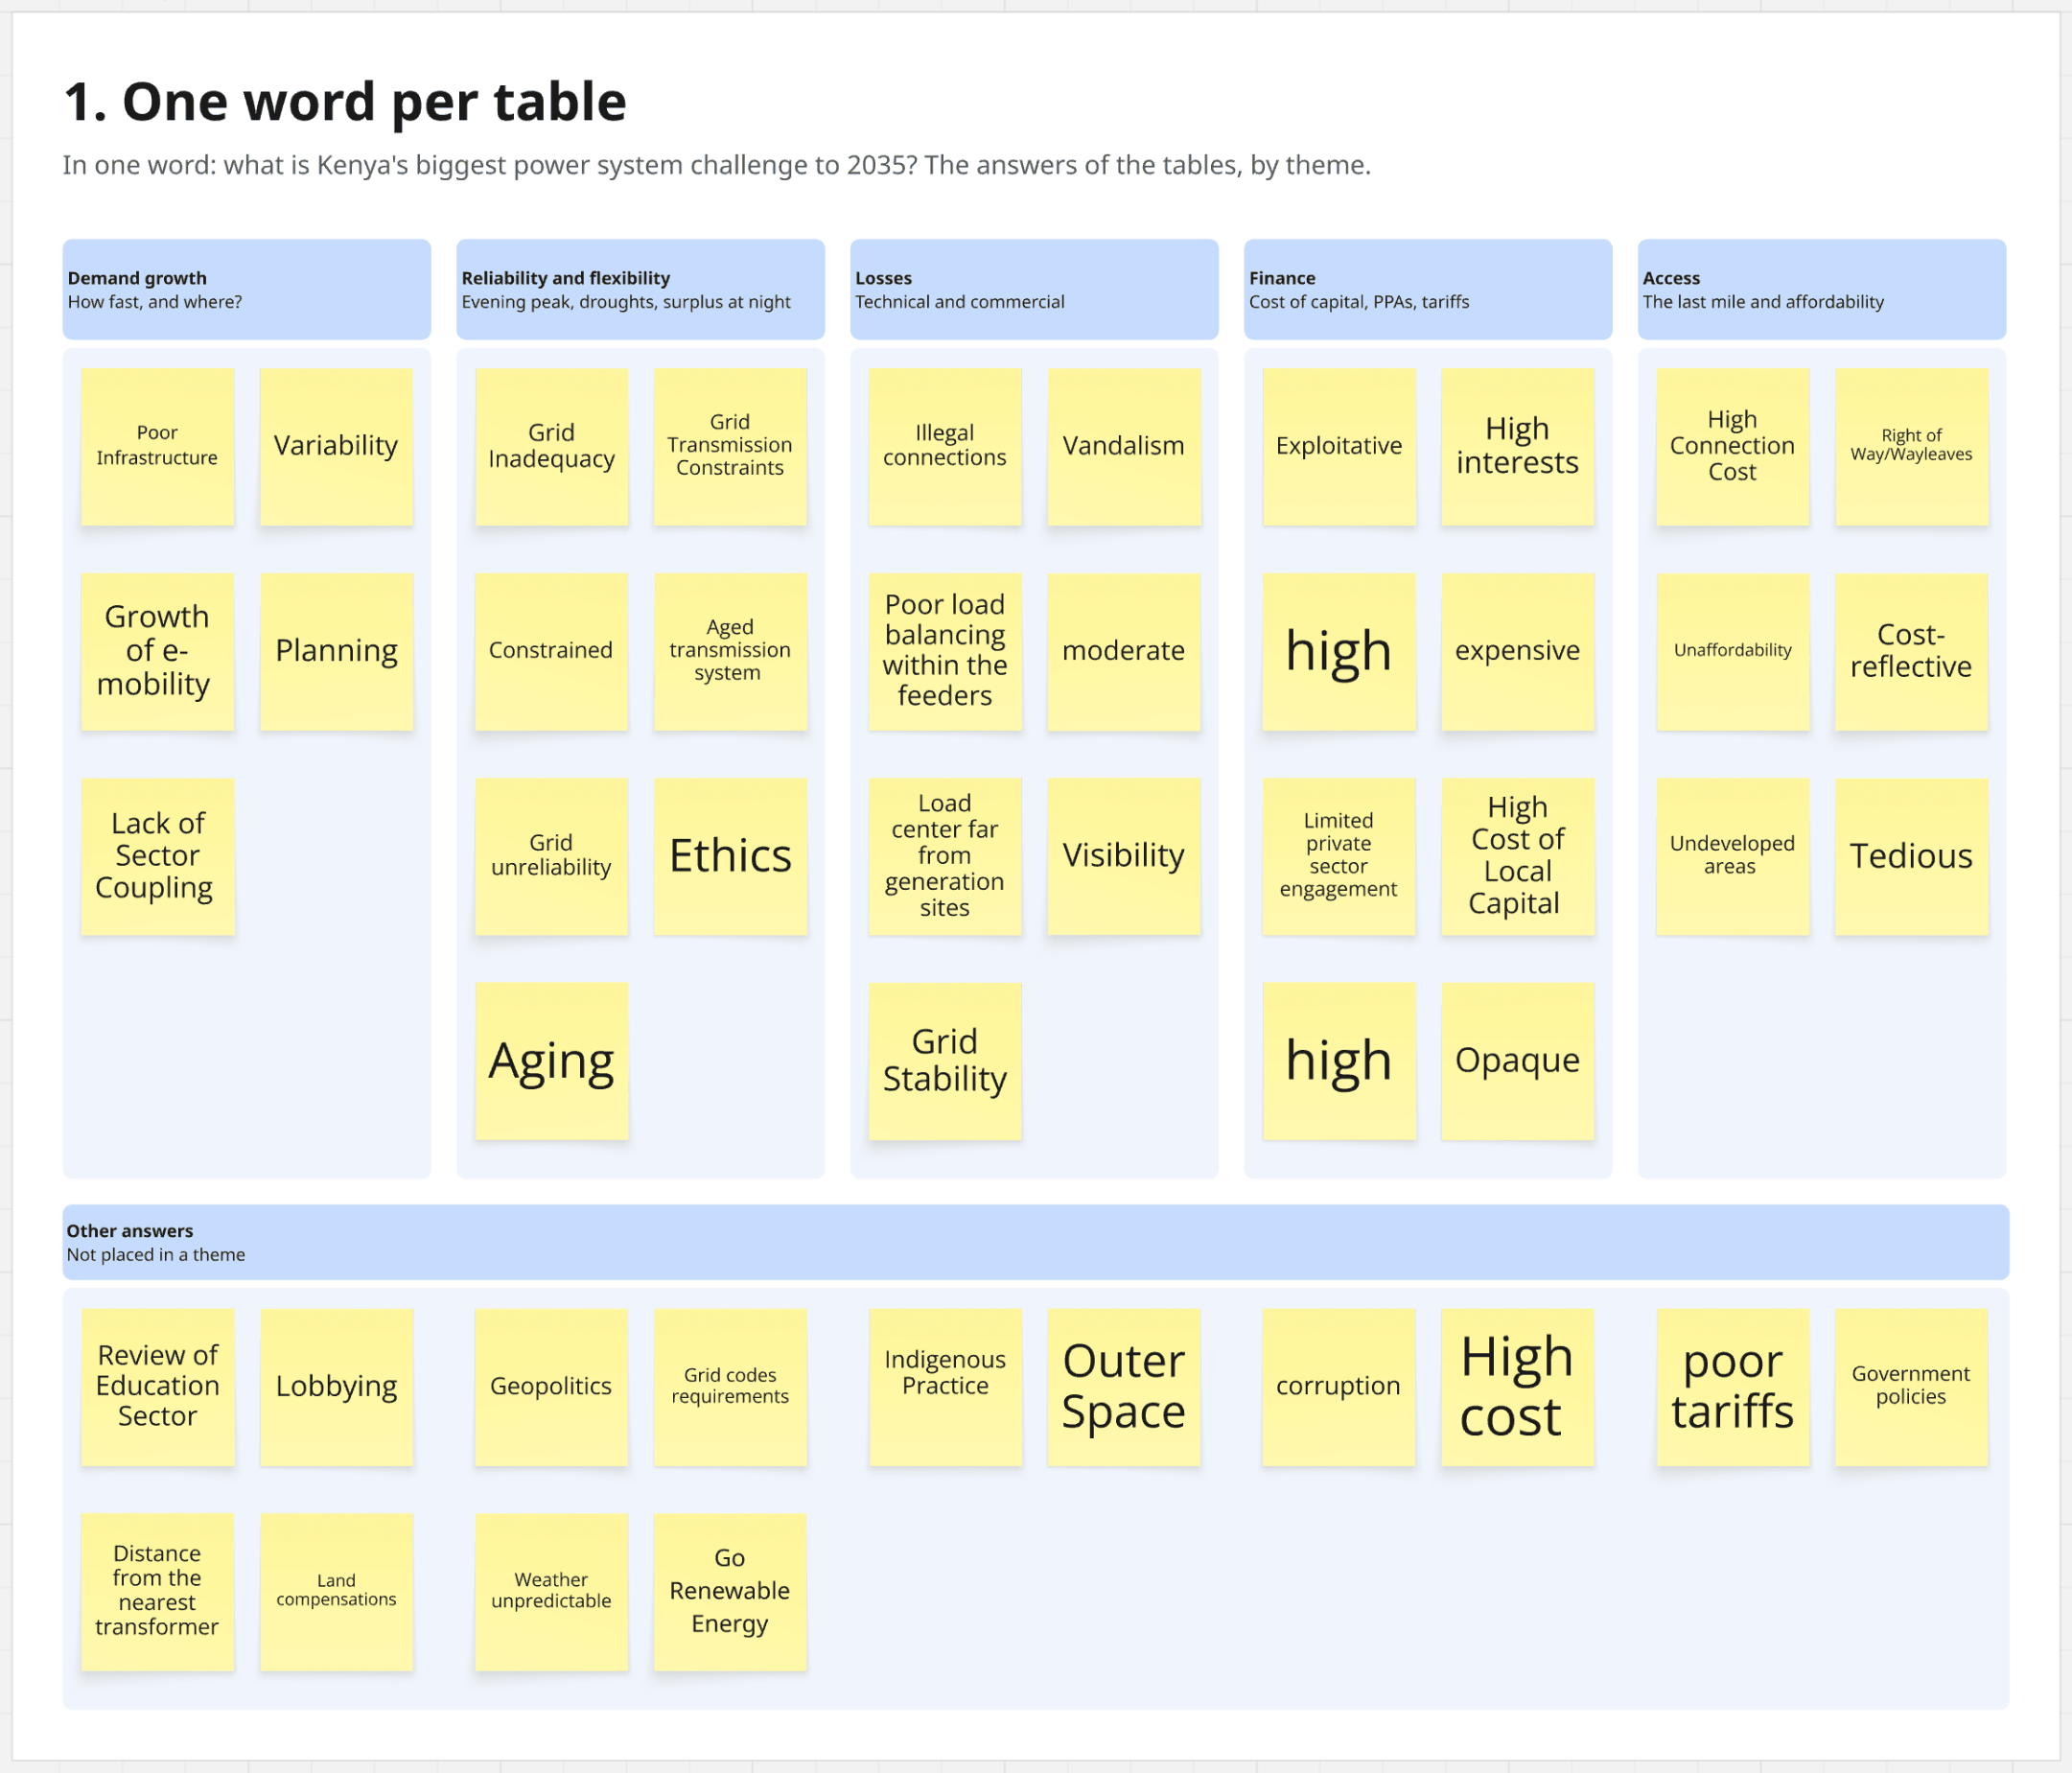 1. One word per table
In one word: what is Kenya's biggest power system challenge to 2035? The answers of the tables, by theme.
Demand growth
How fast, and where?
Poor
Infrastructure
Variability
Growth
of e-
mobility
Planning
Lack of
Sector
Coupling
Reliability and flexibility
Evening peak, droughts, surplus at night
Grid
Inadequacy
Grid
Transmission
Constraints
Constrained
Aged
transmission
system
Grid
unreliability
Ethics
Aging
Losses
Technical and commercial
Illegal
connections
Vandalism
Poor load
balancing
within the
feeders
moderate
Load
center far
from
generation
sites
Visibility
Grid
Stability
Finance
Cost of capital, PPAs, tariffs
Exploitative
High
interests
high
expensive
Limited
private
sector
engagement
High
Cost of
Local
Capital
high
Opaque
Access
The last mile and affordability
High
Connection
Cost
Right of
Way/Wayleaves
Unaffordability
Cost-
reflective
Undeveloped
areas
Tedious
Other answers
Not placed in a theme
Review of
Education
Sector
Lobbying
Geopolitics
Grid codes
requirements
Indigenous
Practice
Outer
Space
corruption
High
cost
poor
tariffs
Government
policies
Distance
from the
nearest
transformer
Land
compensations
Weather
unpredictable
Go
Renewable
Energy